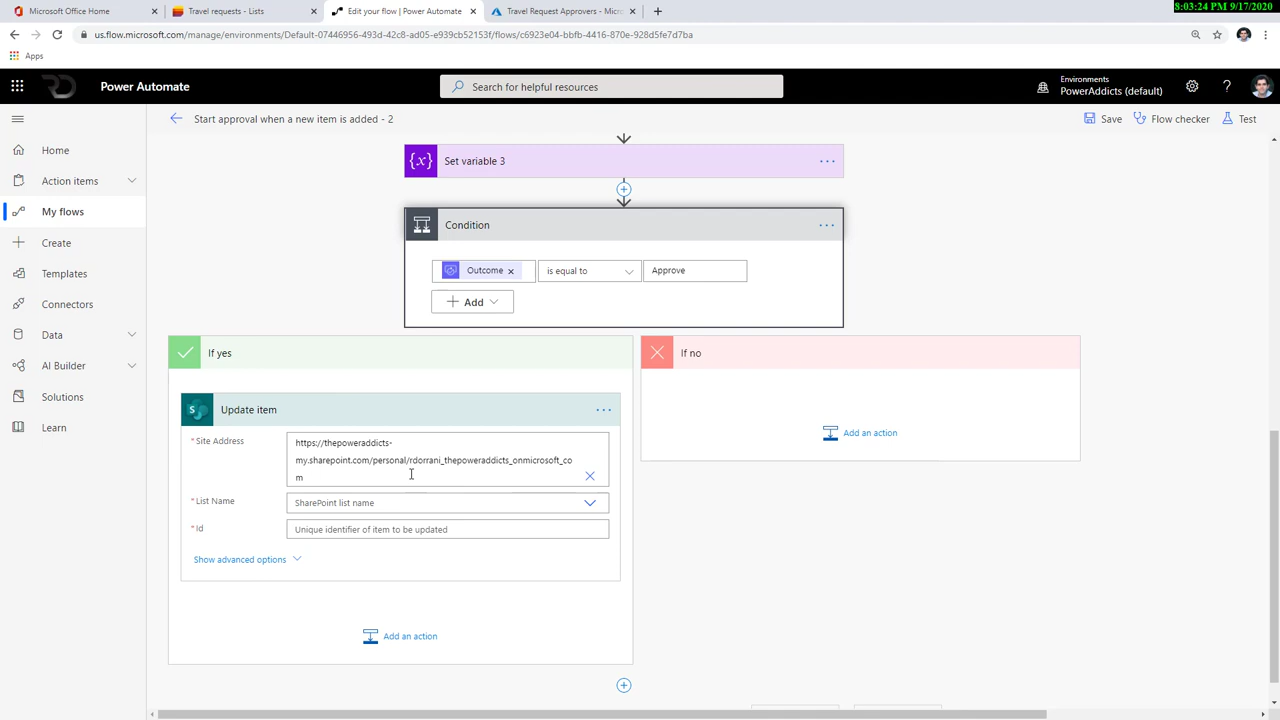 8:03:24 PM 9/17/2020
Microsoft Office Home
Travel requests - Lists
Edit your flow | Power Automate
Travel Request Approvers - Micros
us.flow.microsoft.com/manage/environments/Default-07446956-493d-42c8-ad05-e939cb52153f/flows/c6923e04-bbfb-4416-870e-928d5fe7d7ba
Apps
Power Automate
Search for helpful resources
Environments
PowerAddicts (default)
Start approval when a new item is added - 2
Save
Flow checker
Test
Home
Action items
My flows
Create
Templates
Connectors
Data
AI Builder
Solutions
Learn
{x} Set variable 3
Condition
Outcome
is equal to
Approve
Add
If yes
If no
Update item
* Site Address
https://thepoweraddicts-
my.sharepoint.com/personal/rdorrani_thepoweraddicts_onmicrosoft_co
m
* List Name
SharePoint list name
* Id
Unique identifier of item to be updated
Show advanced options
Add an action
Add an action